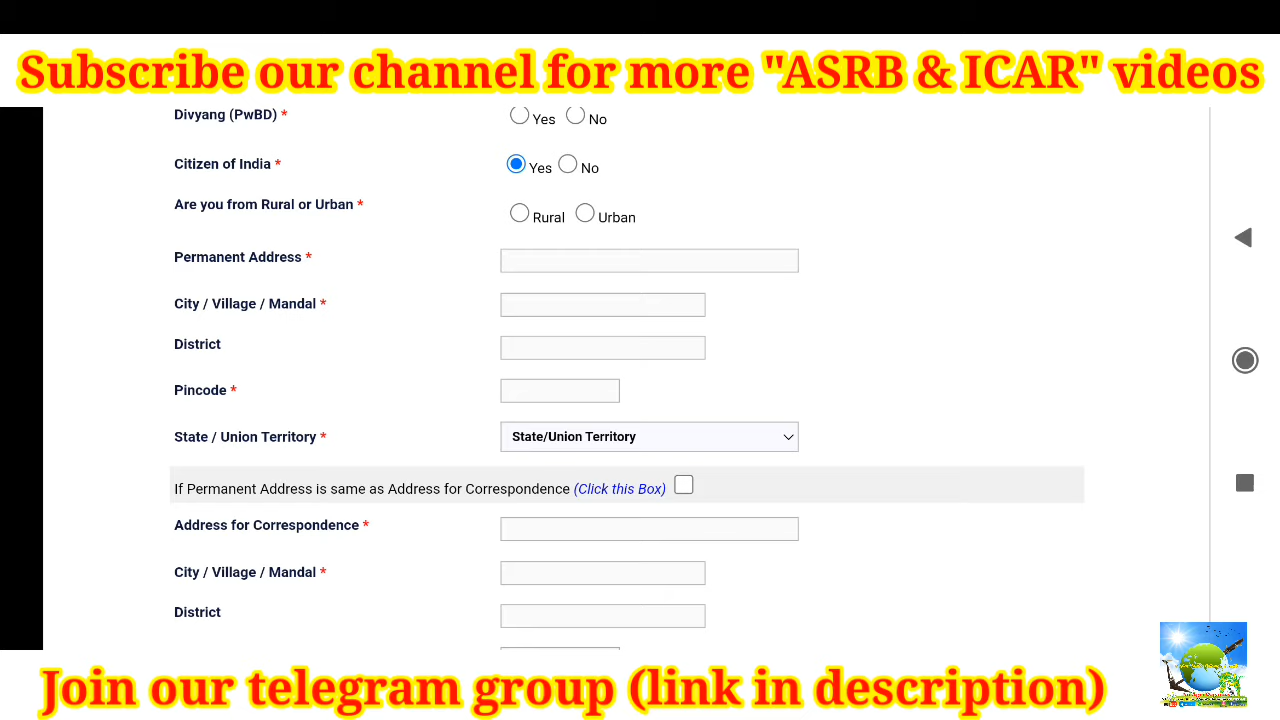 Subscribe our channel for more "ASRB & ICAR" videos
Divyang (PwBD) * Yes No
Citizen of India * Yes No
Are you from Rural or Urban * Rural Urban
Permanent Address *
City / Village / Mandal *
District
Pincode *
State / Union Territory * State/Union Territory
If Permanent Address is same as Address for Correspondence (Click this Box)
Address for Correspondence *
City / Village / Mandal *
District
Join our telegram group (link in description)